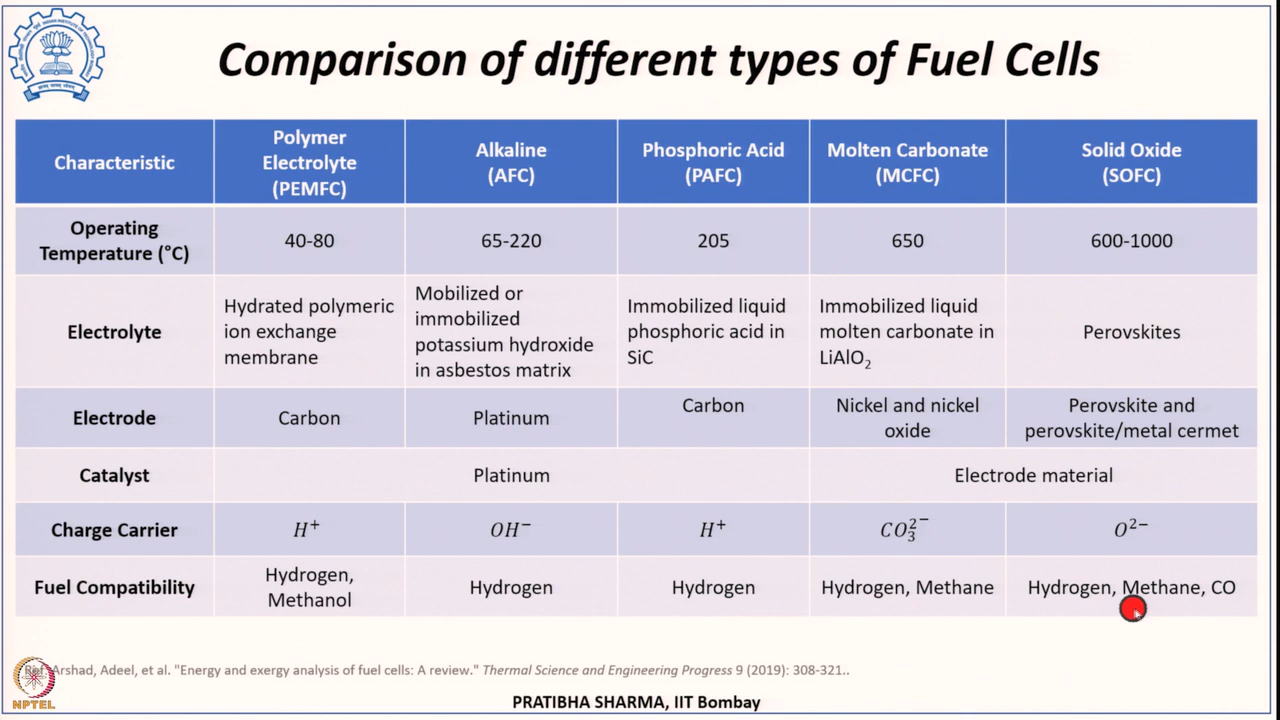 Comparison of different types of Fuel Cells
Characteristic
Polymer
Electrolyte
(PEMFC)
Alkaline
(AFC)
Phosphoric Acid
(PAFC)
Molten Carbonate
(MCFC)
Solid Oxide
(SOFC)
Operating
Temperature (°C)
40-80
65-220
205
650
600-1000
Electrolyte
Hydrated polymeric
ion exchange
membrane
Mobilized or
immobilized
potassium hydroxide
in asbestos matrix
Immobilized liquid
phosphoric acid in
SiC
Immobilized liquid
molten carbonate in
LiAlO₂
Perovskites
Electrode
Carbon
Platinum
Carbon
Nickel and nickel
oxide
Perovskite and
perovskite/metal cermet
Catalyst
Platinum
Electrode material
Charge Carrier
H⁺
OH⁻
H⁺
CO₃²⁻
O²⁻
Fuel Compatibility
Hydrogen,
Methanol
Hydrogen
Hydrogen
Hydrogen, Methane
Hydrogen, Methane, CO
Arshad, Adeel, et al. "Energy and exergy analysis of fuel cells: A review." Thermal Science and Engineering Progress 9 (2019): 308-321..
NPTEL
PRATIBHA SHARMA, IIT Bombay